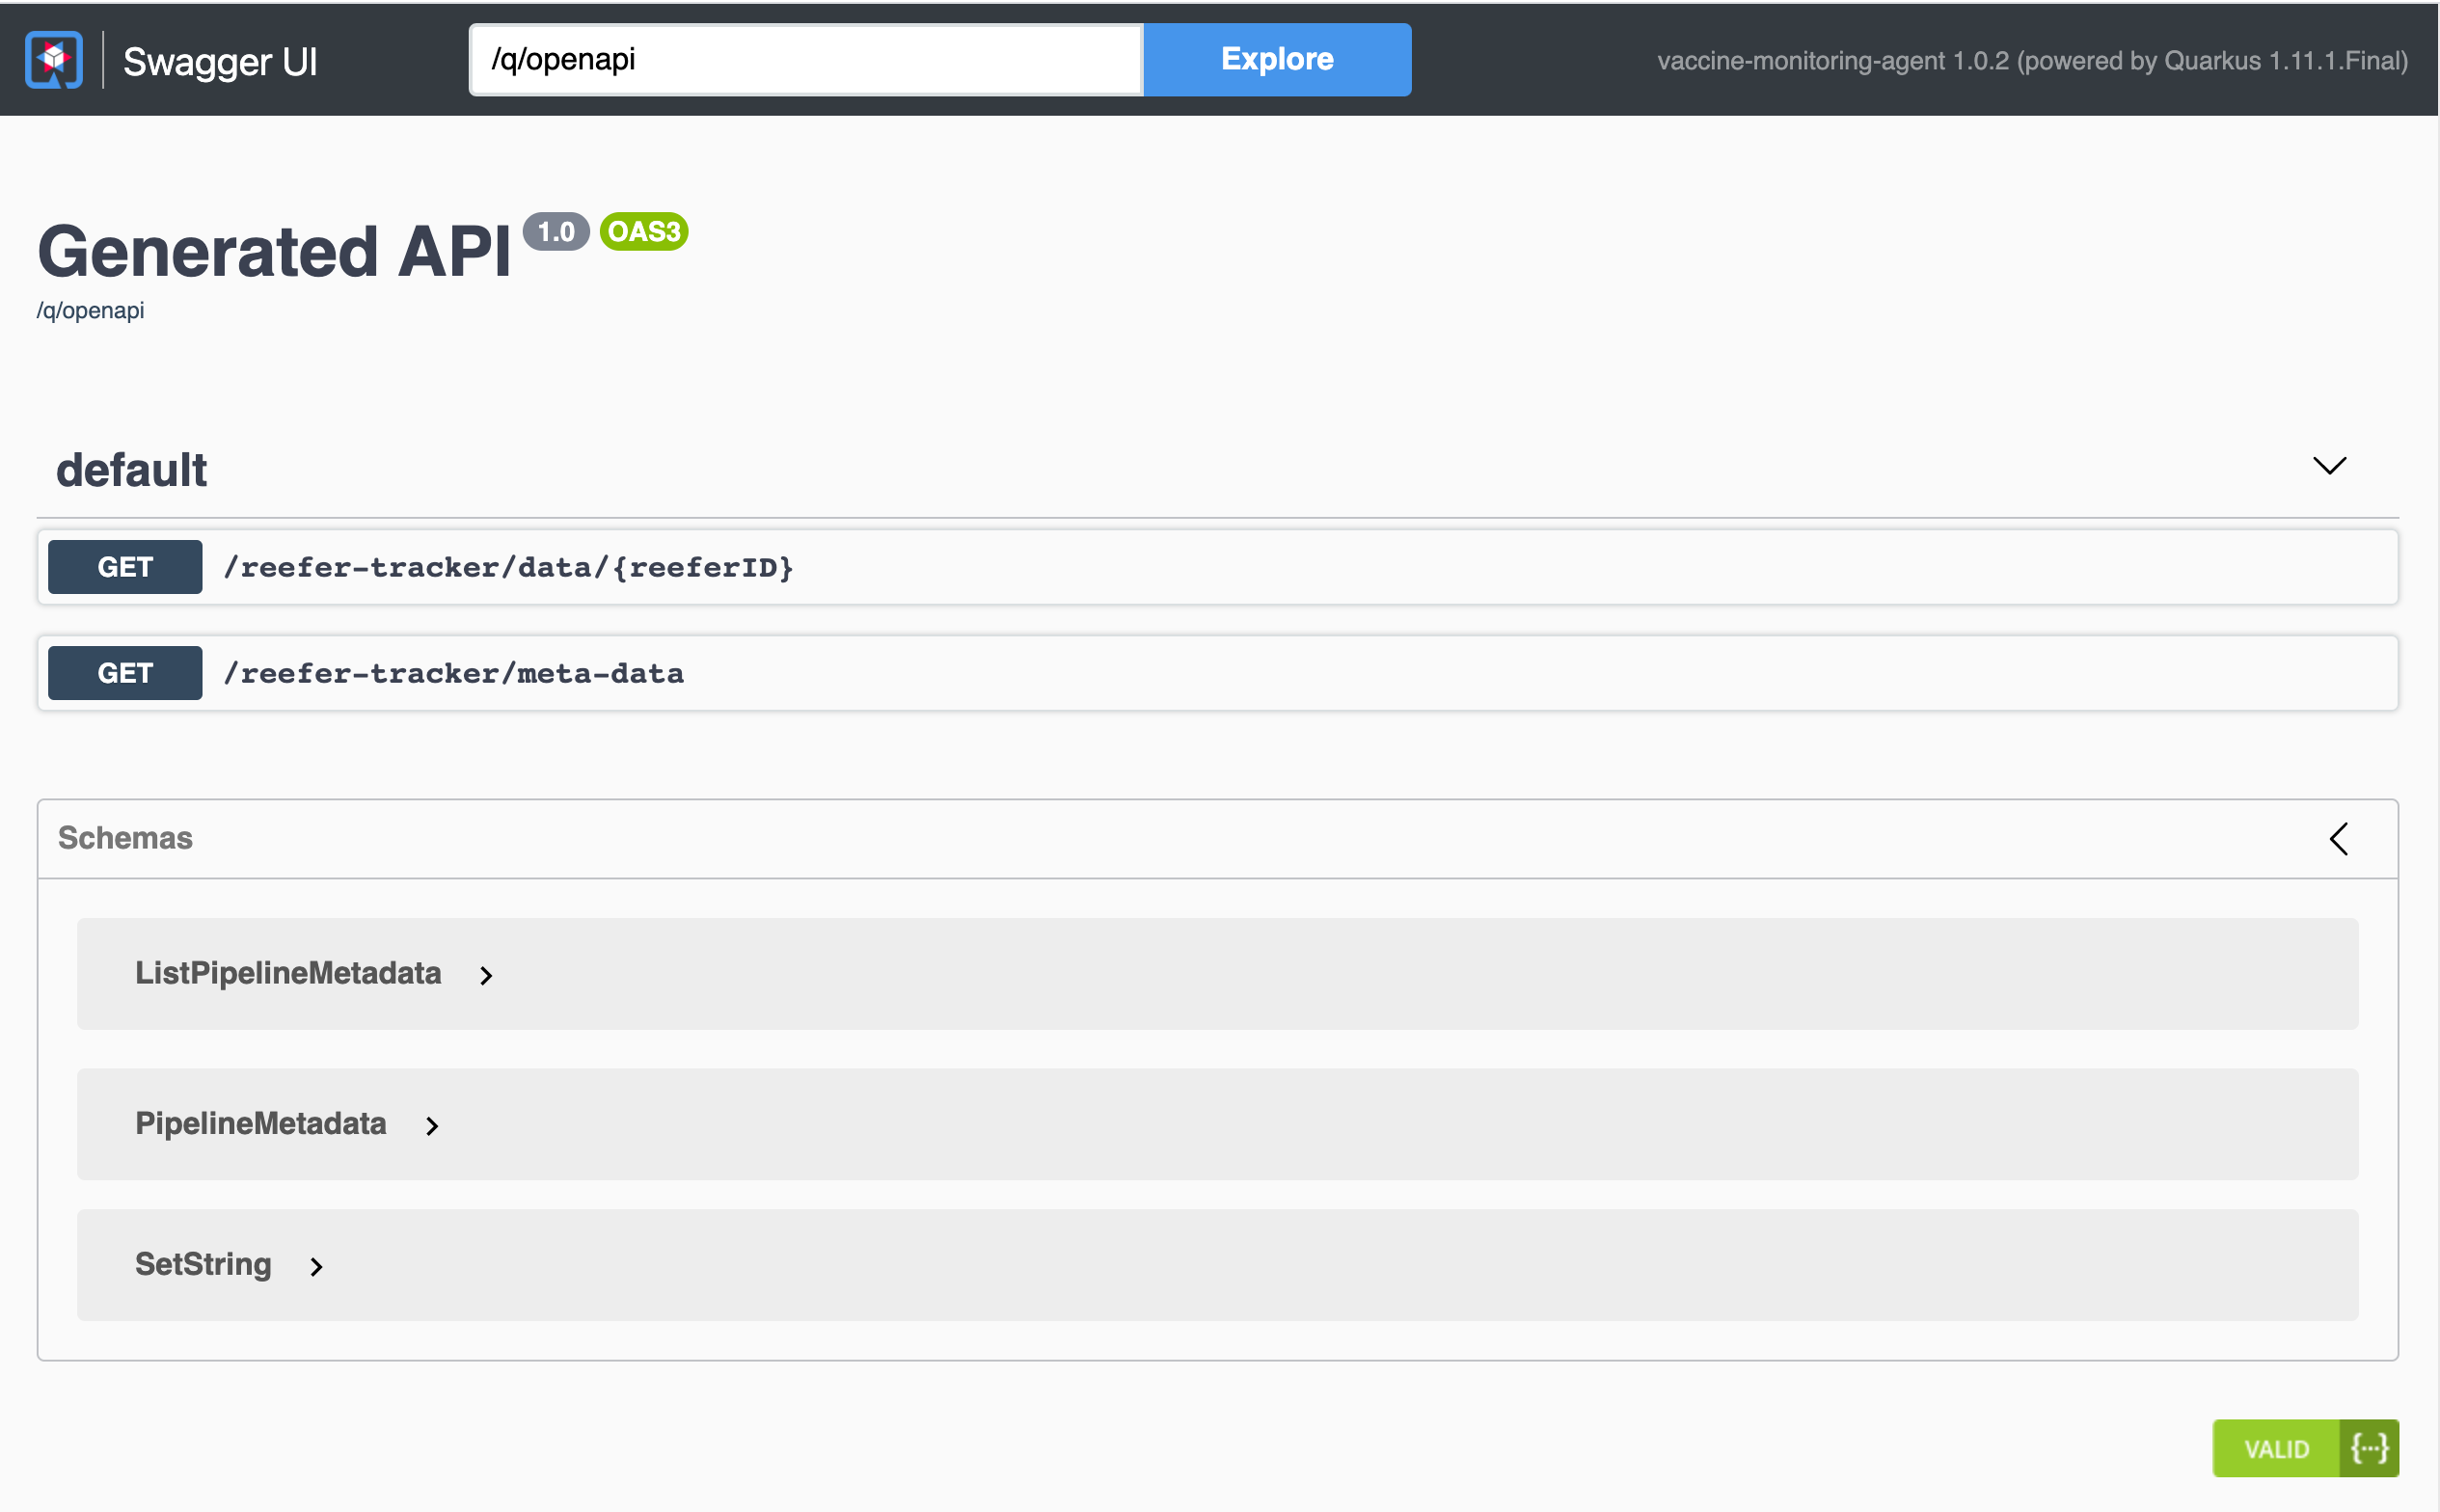 Swagger UI
/q/openapi
Explore
vaccine-monitoring-agent 1.0.2 (powered by Quarkus 1.11.1.Final)
Generated API 1.0 OAS3
/q/openapi
default
GET /reefer-tracker/data/{reeferID}
GET /reefer-tracker/meta-data
Schemas
ListPipelineMetadata
PipelineMetadata
SetString
VALID {...}